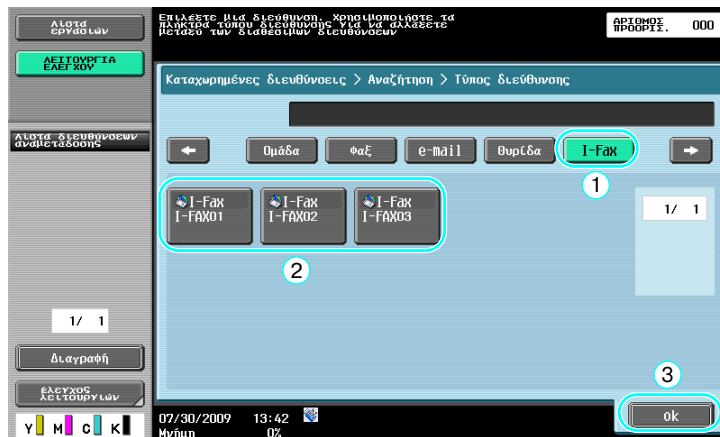 Λίστα
εργασιών
Επιλέξτε μια διεύθυνση. Χρησιμοποιήστε τα
πλήκτρα τύπου διεύθυνσης για να αλλάξετε
μεταξύ των διαθέσιμων διευθύνσεων
ΑΡΙΘΜΟΣ
ΠΡΟΟΡΙΣ.
000
ΛΕΙΤΟΥΡΓΙΑ
ΕΛΕΓΧΟΥ
Καταχωρημένες διευθύνσεις > Αναζήτηση > Τύπος διεύθυνσης
Λίστα διευθύνσεων
αναμετάδοσης
Ομάδα
Φαξ
e-mail
Θυρίδα
I-Fax
1
I-Fax
I-FAX01
I-Fax
I-FAX02
I-Fax
I-FAX03
1/ 1
2
1/ 1
Διαγραφή
έλεγχος
λειτουργιών
3
ok
Y M C K
07/30/2009 13:42
Μνήμη 0%